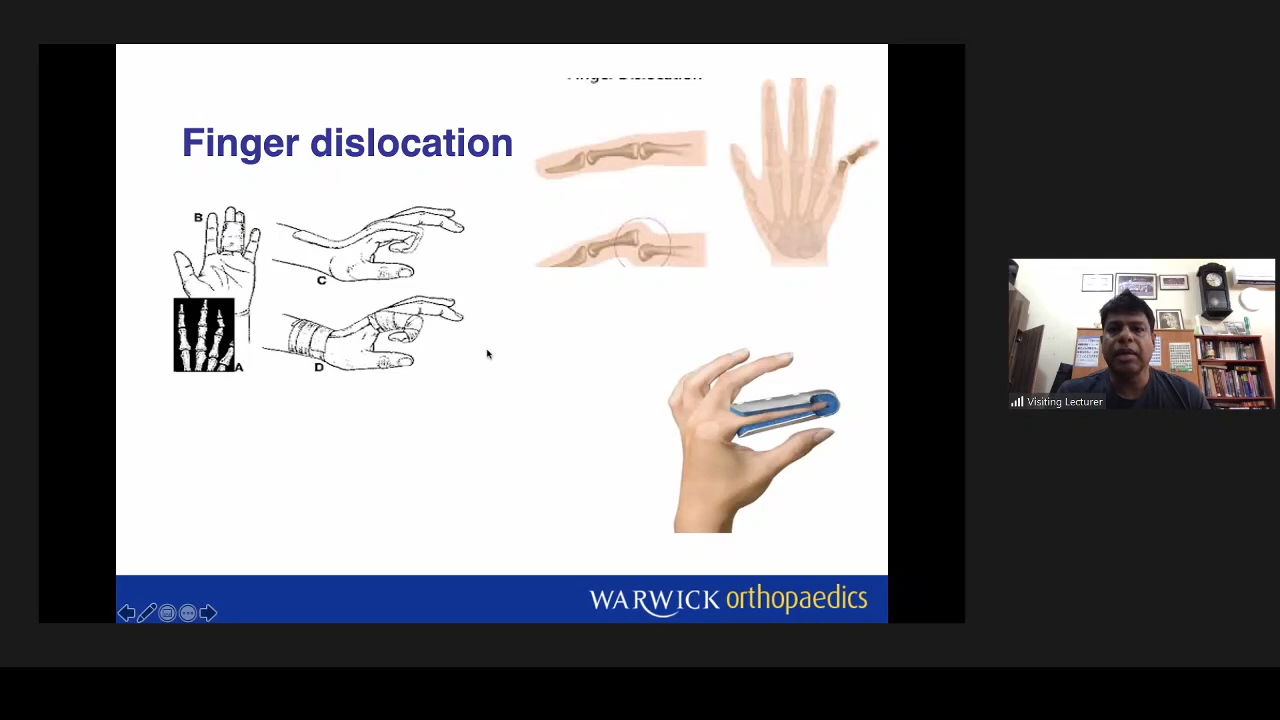 Finger Dislocation
Finger dislocation
B
C
A
D
Visiting Lecturer
WARWICK orthopaedics